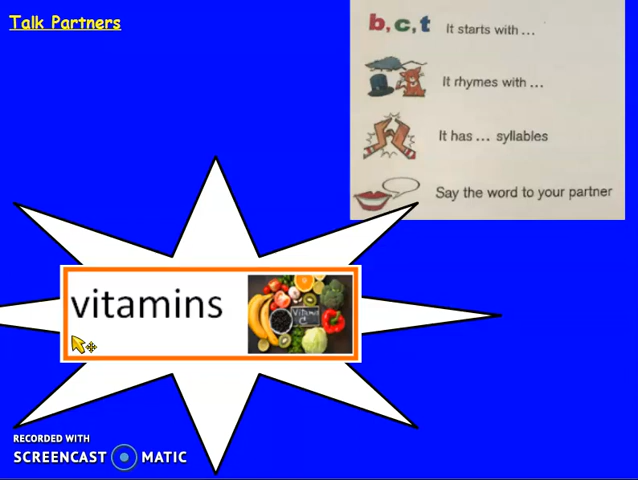 Talk Partners
b, c, t It starts with ...
It rhymes with ...
It has ... syllables
Say the word to your partner
vitamins
Vitamin
C
RECORDED WITH
SCREENCAST MATIC